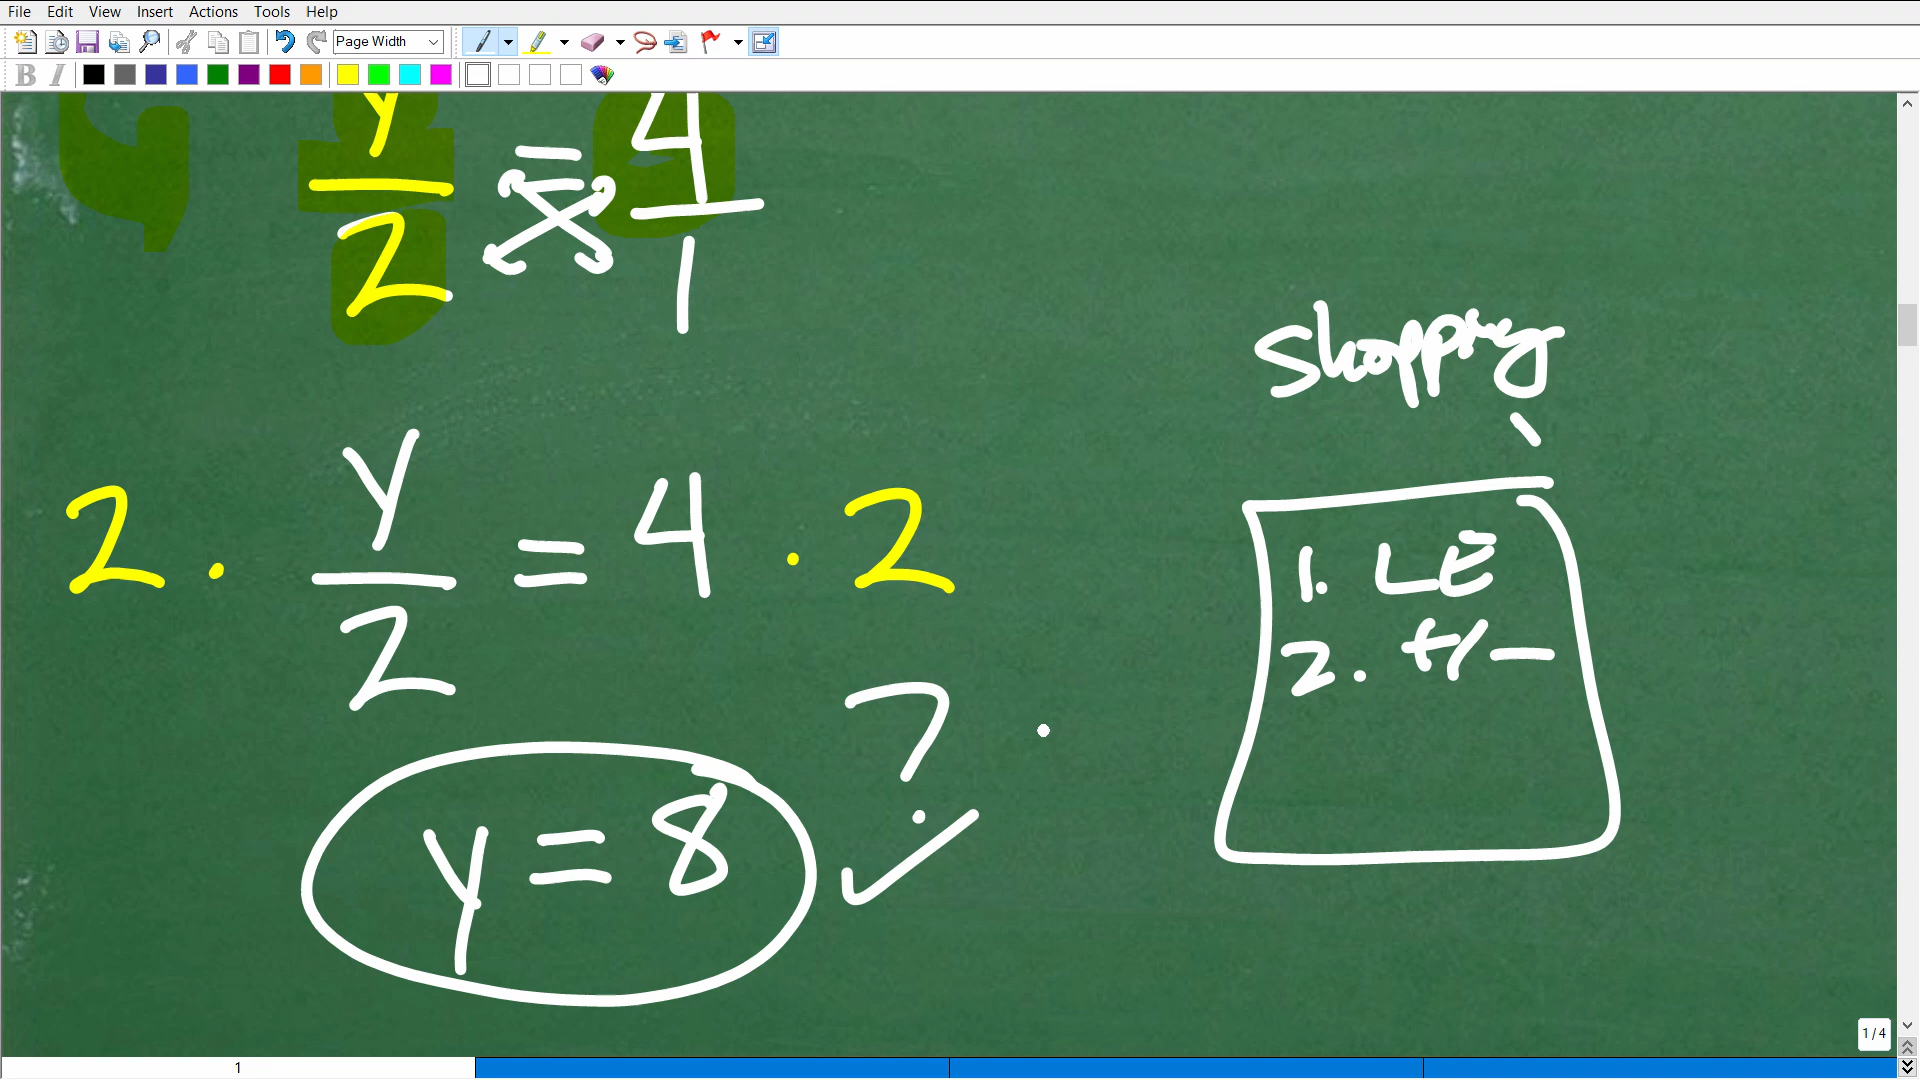 File Edit View Insert Actions Tools Help
Page Width
B I
y/2 = 4/1
Shopping
2 · y/2 = 4 · 2
1. LE
2. +/-
?
y = 8 ✓
1 / 4
1